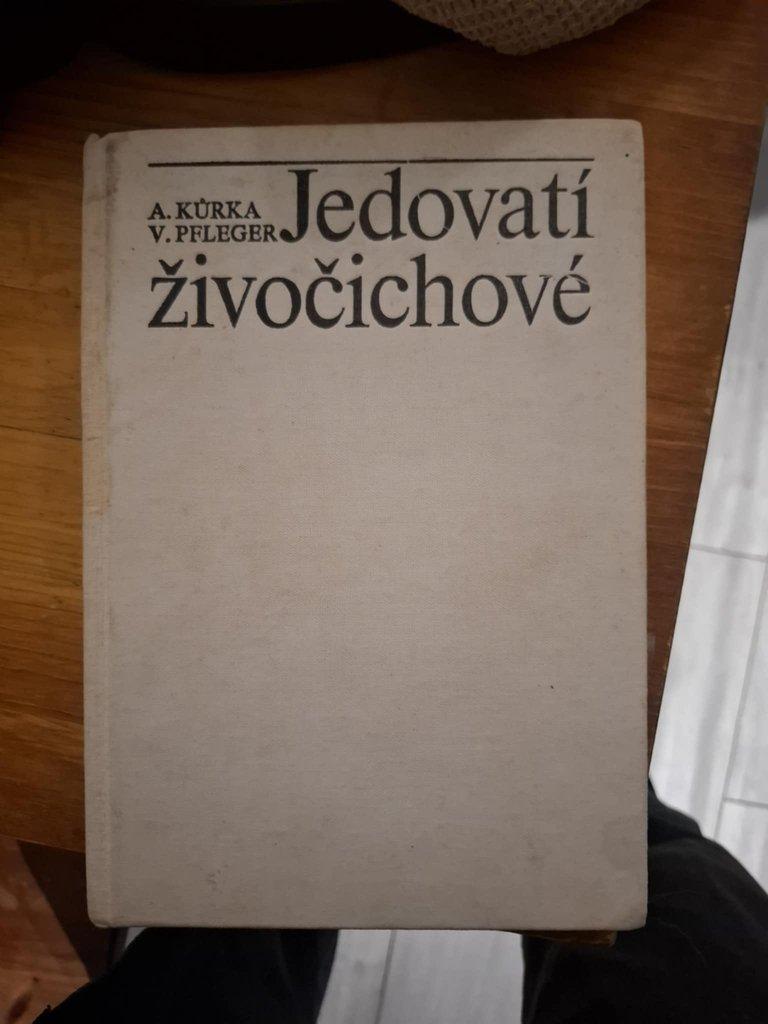 A. KŮRKA
V. PFLEGER
Jedovatí
živočichové